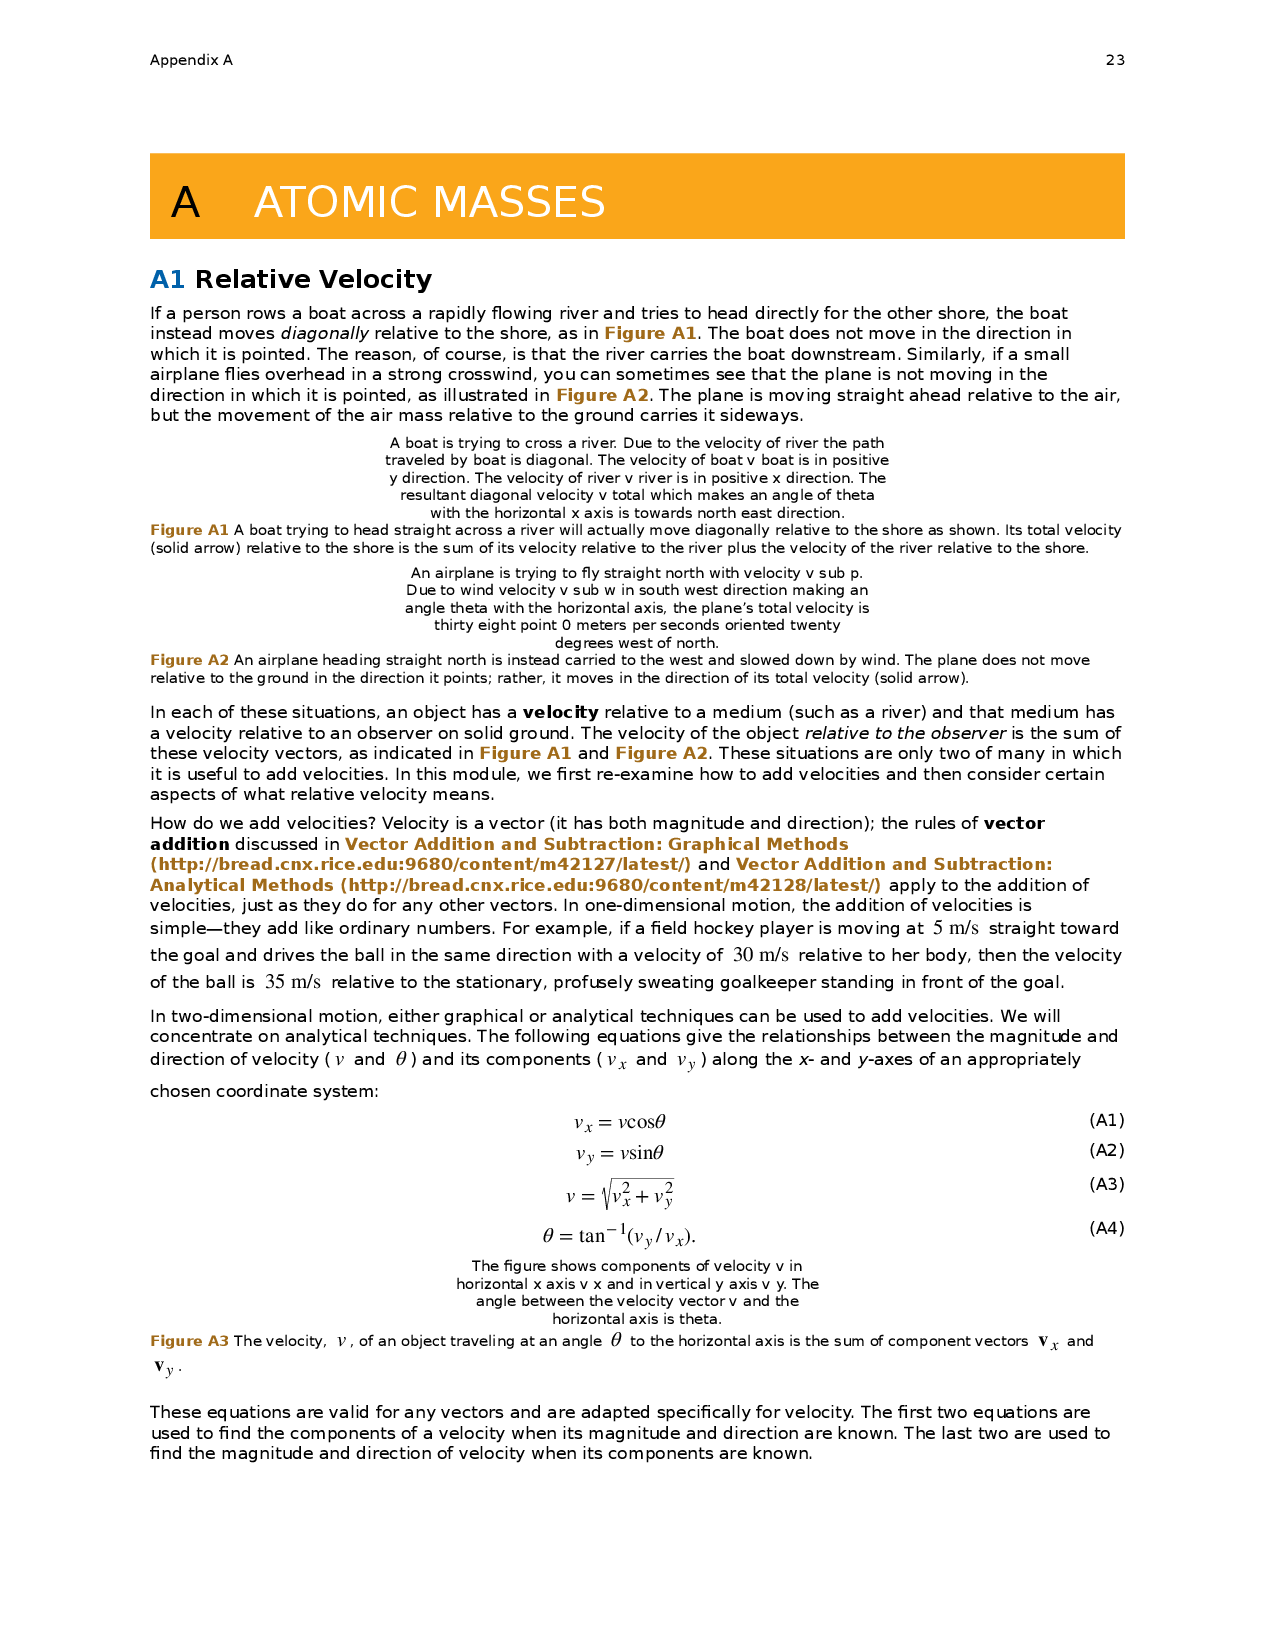 Appendix A 23
A ATOMIC MASSES
A1 Relative Velocity
If a person rows a boat across a rapidly flowing river and tries to head directly for the other shore, the boat
instead moves diagonally relative to the shore, as in Figure A1. The boat does not move in the direction in
which it is pointed. The reason, of course, is that the river carries the boat downstream. Similarly, if a small
airplane flies overhead in a strong crosswind, you can sometimes see that the plane is not moving in the
direction in which it is pointed, as illustrated in Figure A2. The plane is moving straight ahead relative to the air,
but the movement of the air mass relative to the ground carries it sideways.
A boat is trying to cross a river. Due to the velocity of river the path
traveled by boat is diagonal. The velocity of boat v boat is in positive
y direction. The velocity of river v river is in positive x direction. The
resultant diagonal velocity v total which makes an angle of theta
with the horizontal x axis is towards north east direction.
Figure A1 A boat trying to head straight across a river will actually move diagonally relative to the shore as shown. Its total velocity
(solid arrow) relative to the shore is the sum of its velocity relative to the river plus the velocity of the river relative to the shore.
An airplane is trying to fly straight north with velocity v sub p.
Due to wind velocity v sub w in south west direction making an
angle theta with the horizontal axis, the plane’s total velocity is
thirty eight point 0 meters per seconds oriented twenty
degrees west of north.
Figure A2 An airplane heading straight north is instead carried to the west and slowed down by wind. The plane does not move
relative to the ground in the direction it points; rather, it moves in the direction of its total velocity (solid arrow).
In each of these situations, an object has a velocity relative to a medium (such as a river) and that medium has
a velocity relative to an observer on solid ground. The velocity of the object relative to the observer is the sum of
these velocity vectors, as indicated in Figure A1 and Figure A2. These situations are only two of many in which
it is useful to add velocities. In this module, we first re-examine how to add velocities and then consider certain
aspects of what relative velocity means.
How do we add velocities? Velocity is a vector (it has both magnitude and direction); the rules of vector
addition discussed in Vector Addition and Subtraction: Graphical Methods
(http://bread.cnx.rice.edu:9680/content/m42127/latest/) and Vector Addition and Subtraction:
Analytical Methods (http://bread.cnx.rice.edu:9680/content/m42128/latest/) apply to the addition of
velocities, just as they do for any other vectors. In one-dimensional motion, the addition of velocities is
simple—they add like ordinary numbers. For example, if a field hockey player is moving at 5 m/s straight toward
the goal and drives the ball in the same direction with a velocity of 30 m/s relative to her body, then the velocity
of the ball is 35 m/s relative to the stationary, profusely sweating goalkeeper standing in front of the goal.
In two-dimensional motion, either graphical or analytical techniques can be used to add velocities. We will
concentrate on analytical techniques. The following equations give the relationships between the magnitude and
direction of velocity ( v and θ ) and its components ( v_x and v_y ) along the x- and y-axes of an appropriately
chosen coordinate system:
v_x = vcosθ (A1)
v_y = vsinθ (A2)
v = √(v_x^2 + v_y^2) (A3)
θ = tan^−1(v_y / v_x). (A4)
The figure shows components of velocity v in
horizontal x axis v x and in vertical y axis v y. The
angle between the velocity vector v and the
horizontal axis is theta.
Figure A3 The velocity, v , of an object traveling at an angle θ to the horizontal axis is the sum of component vectors v_x and
v_y .
These equations are valid for any vectors and are adapted specifically for velocity. The first two equations are
used to find the components of a velocity when its magnitude and direction are known. The last two are used to
find the magnitude and direction of velocity when its components are known.